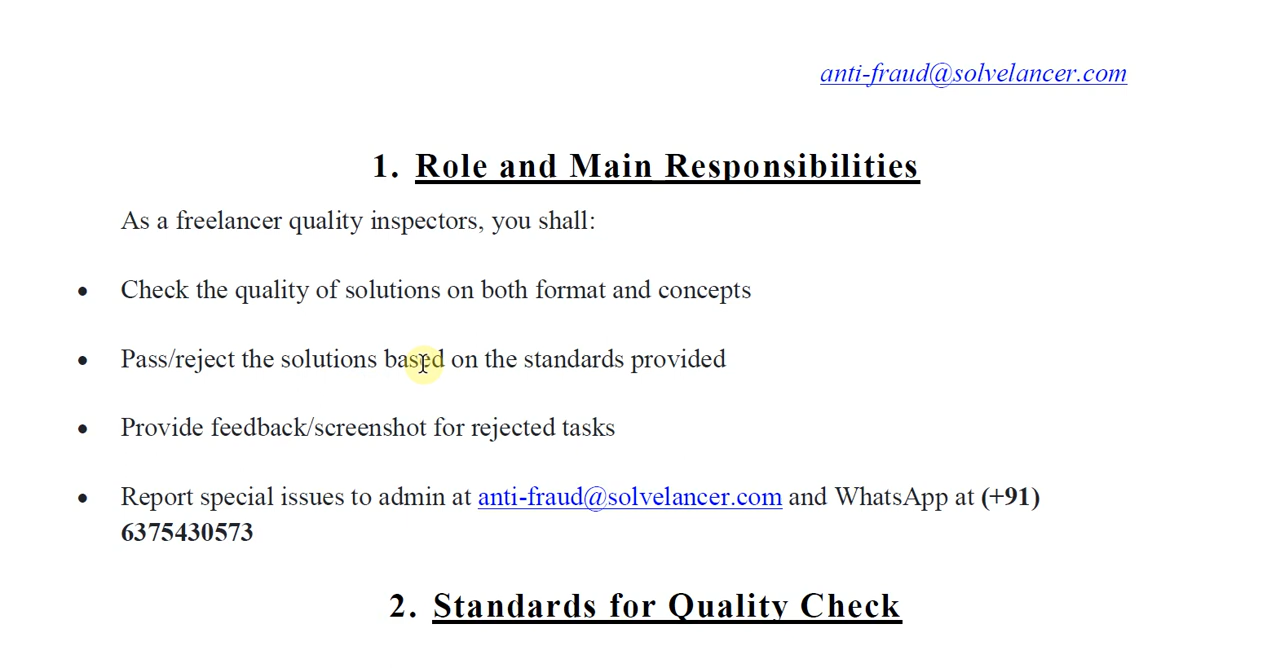 anti-fraud@solvelancer.com
1. Role and Main Responsibilities
As a freelancer quality inspectors, you shall:
• Check the quality of solutions on both format and concepts
• Pass/reject the solutions based on the standards provided
• Provide feedback/screenshot for rejected tasks
• Report special issues to admin at anti-fraud@solvelancer.com and WhatsApp at (+91)
6375430573
2. Standards for Quality Check